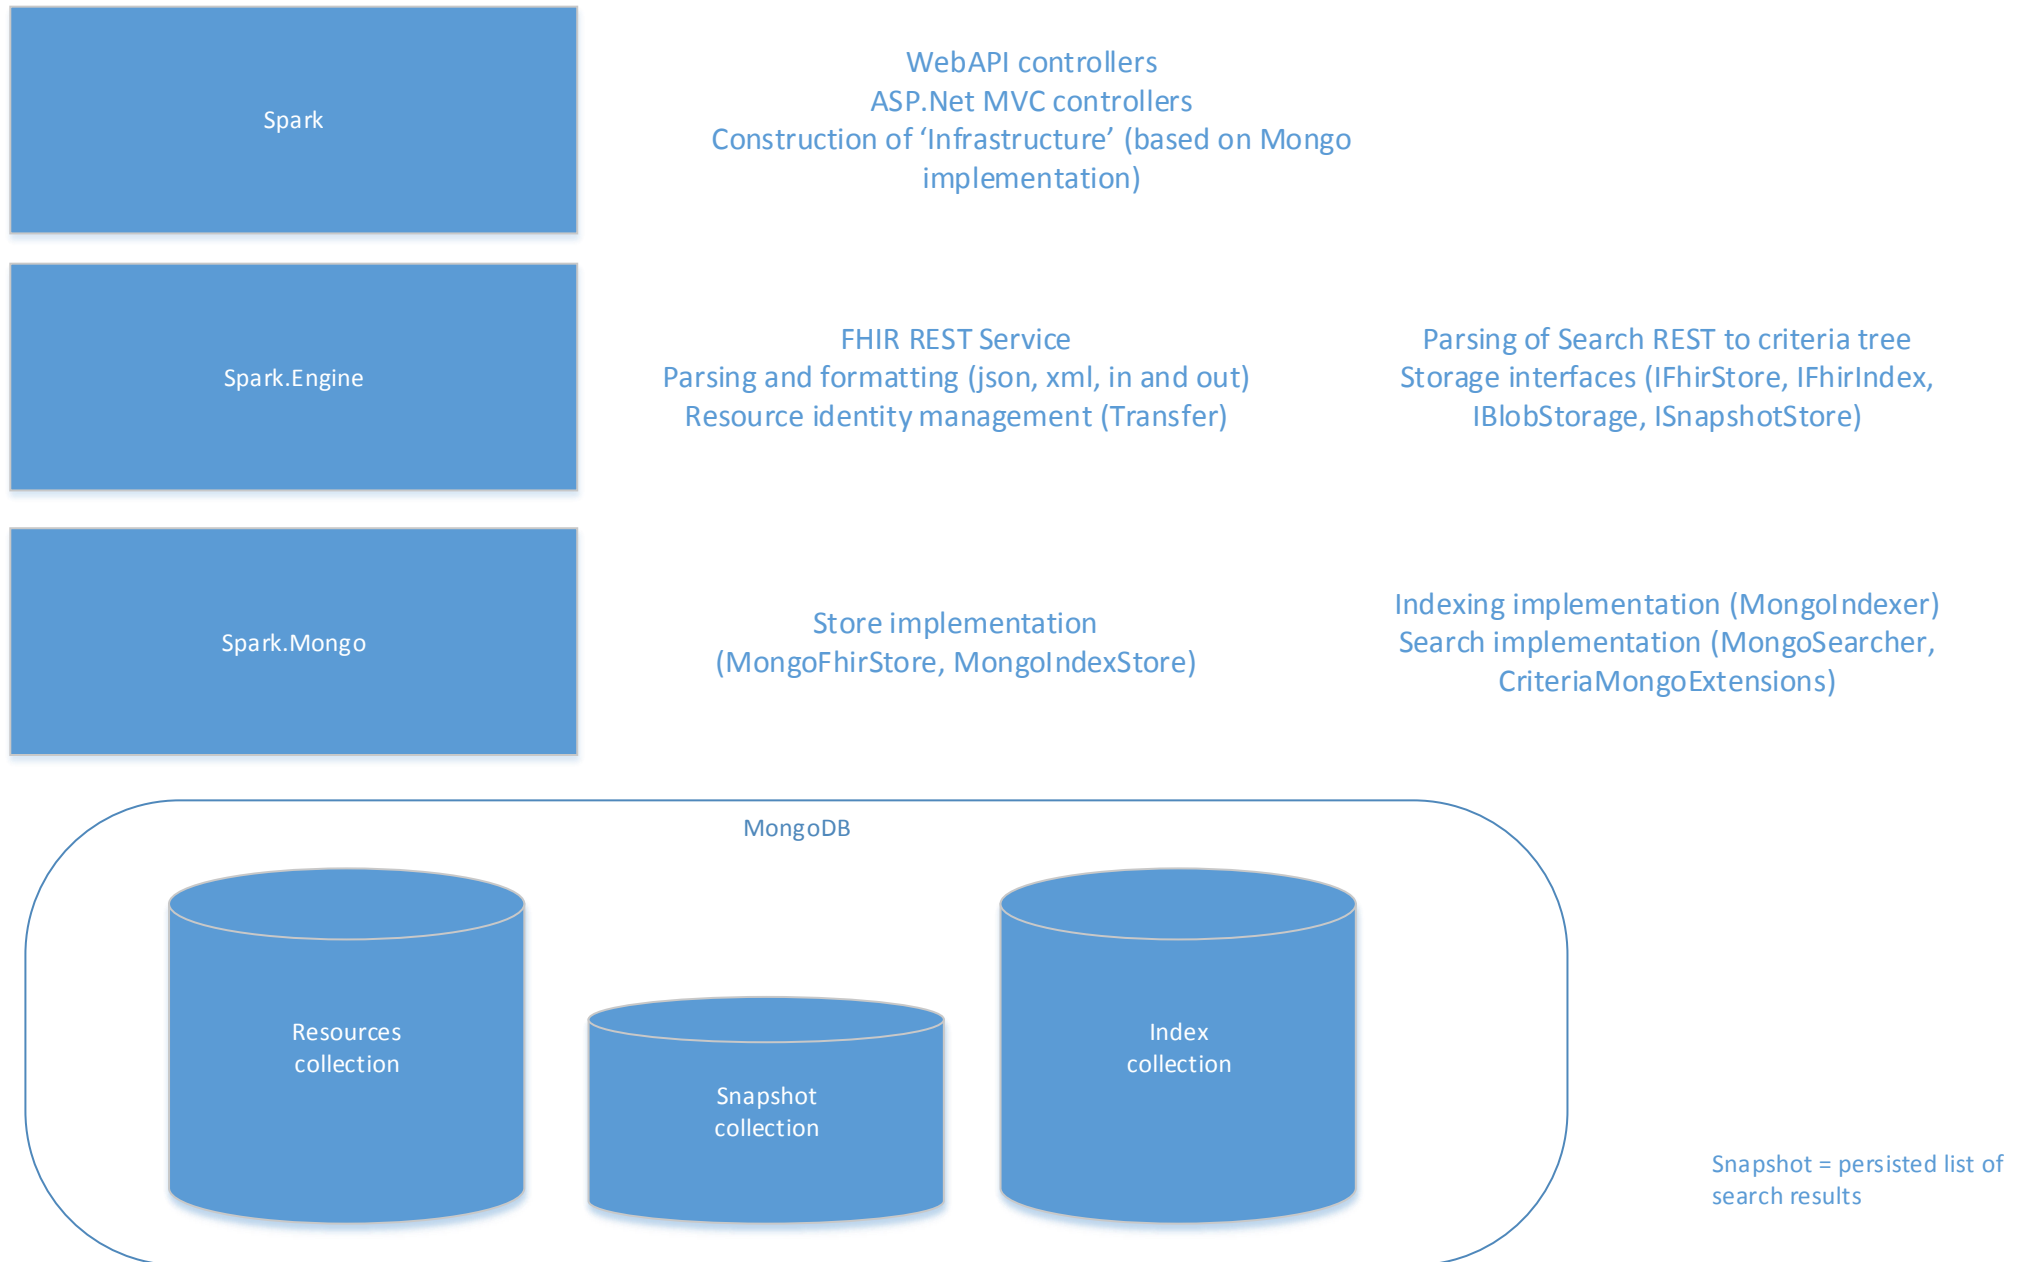 Spark
WebAPI controllers
ASP.Net MVC controllers
Construction of ‘Infrastructure’ (based on Mongo
implementation)
Spark.Engine
FHIR REST Service
Parsing and formatting (json, xml, in and out)
Resource identity management (Transfer)
Parsing of Search REST to criteria tree
Storage interfaces (IFhirStore, IFhirIndex,
IBlobStorage, ISnapshotStore)
Spark.Mongo
Store implementation
(MongoFhirStore, MongoIndexStore)
Indexing implementation (MongoIndexer)
Search implementation (MongoSearcher,
CriteriaMongoExtensions)
MongoDB
Resources
collection
Snapshot
collection
Index
collection
Snapshot = persisted list of
search results